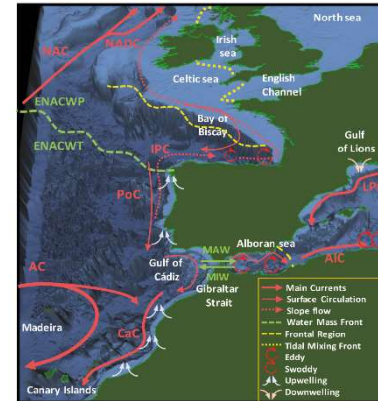 North sea
NAC
NADC
Irish
sea
Celtic sea
English
Channel
ENACWP
Bay of
Biscay
ENACWT
IPC
Gulf
of Lions
PoC
MAW
Alboran sea
AC
Gulf of
Cádiz
MIW
Gibraltar
Strait
AlC
Madeira
CaC
Canary Islands
Main Currents
Surface Circulation
Slope flow
Water Mass Front
Frontal Region
Tidal Mixing Front
Eddy
Swoddy
Upwelling
Downwelling